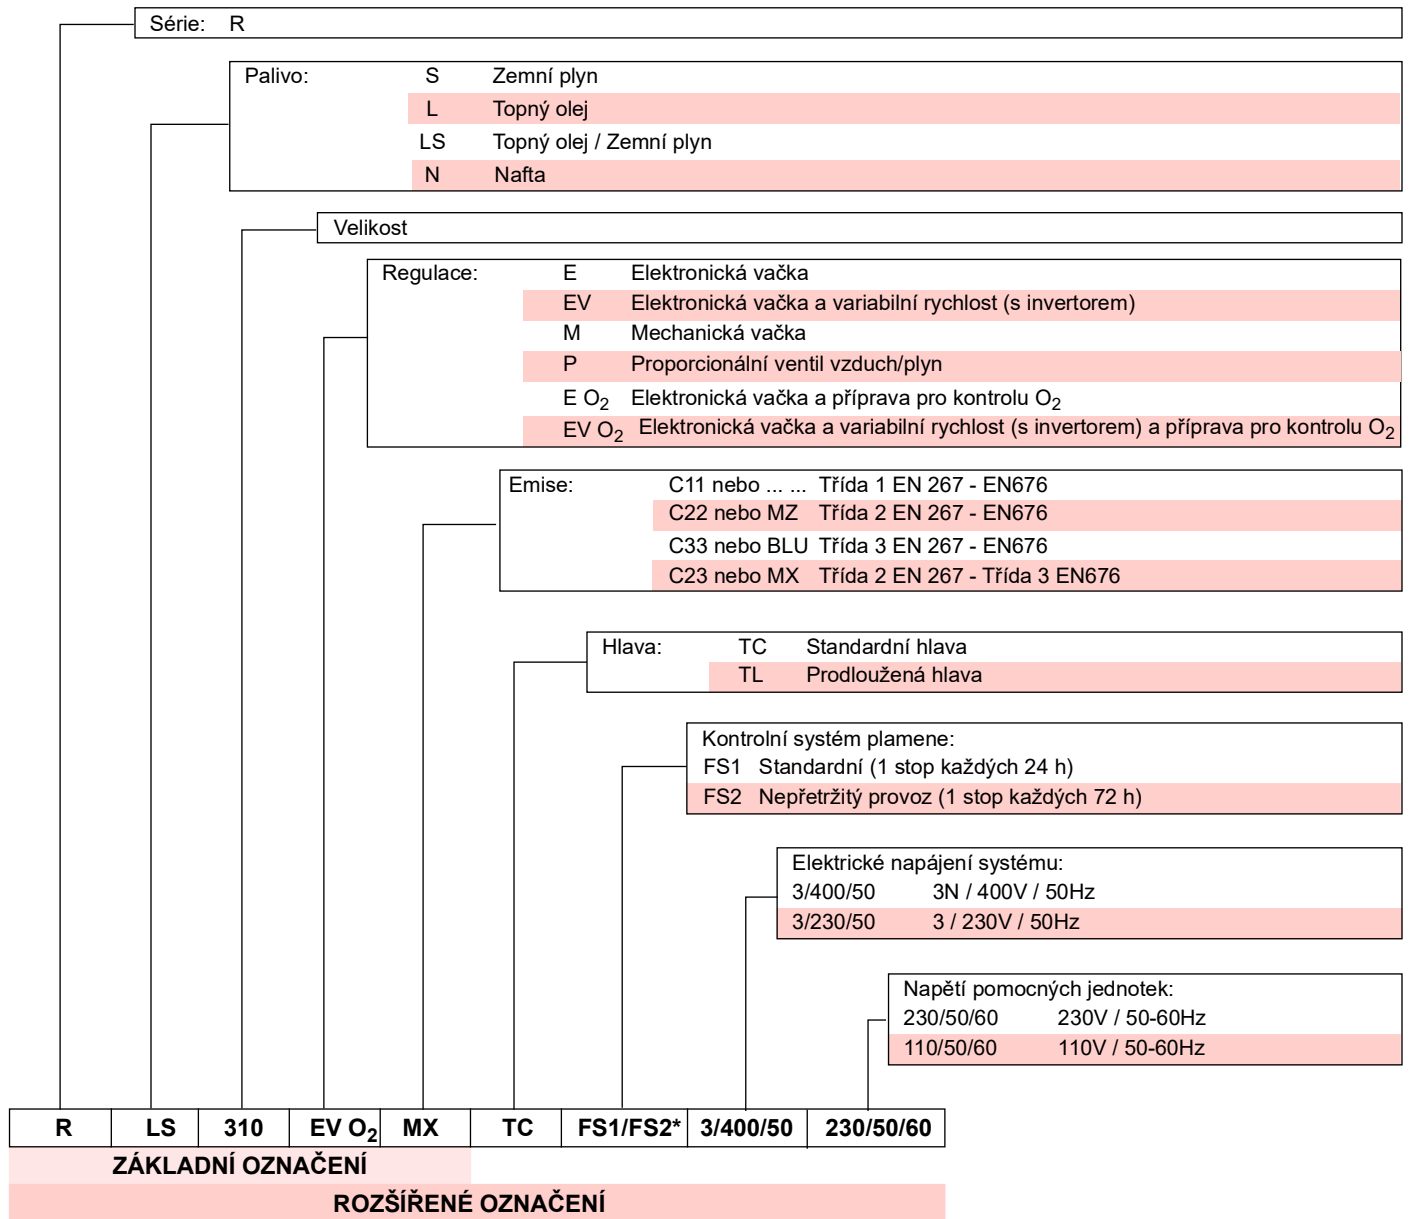 Série: R
Palivo: S Zemní plyn
L Topný olej
LS Topný olej / Zemní plyn
N Nafta
Velikost
Regulace: E Elektronická vačka
EV Elektronická vačka a variabilní rychlost (s invertorem)
M Mechanická vačka
P Proporcionální ventil vzduch/plyn
E O₂ Elektronická vačka a příprava pro kontrolu O₂
EV O₂ Elektronická vačka a variabilní rychlost (s invertorem) a příprava pro kontrolu O₂
Emise: C11 nebo ... ... Třída 1 EN 267 - EN676
C22 nebo MZ Třída 2 EN 267 - EN676
C33 nebo BLU Třída 3 EN 267 - EN676
C23 nebo MX Třída 2 EN 267 - Třída 3 EN676
Hlava: TC Standardní hlava
TL Prodloužená hlava
Kontrolní systém plamene:
FS1 Standardní (1 stop každých 24 h)
FS2 Nepřetržitý provoz (1 stop každých 72 h)
Elektrické napájení systému:
3/400/50 3N / 400V / 50Hz
3/230/50 3 / 230V / 50Hz
Napětí pomocných jednotek:
230/50/60 230V / 50-60Hz
110/50/60 110V / 50-60Hz
R LS 310 EV O₂ MX TC FS1/FS2* 3/400/50 230/50/60
ZÁKLADNÍ OZNAČENÍ
ROZŠÍŘENÉ OZNAČENÍ